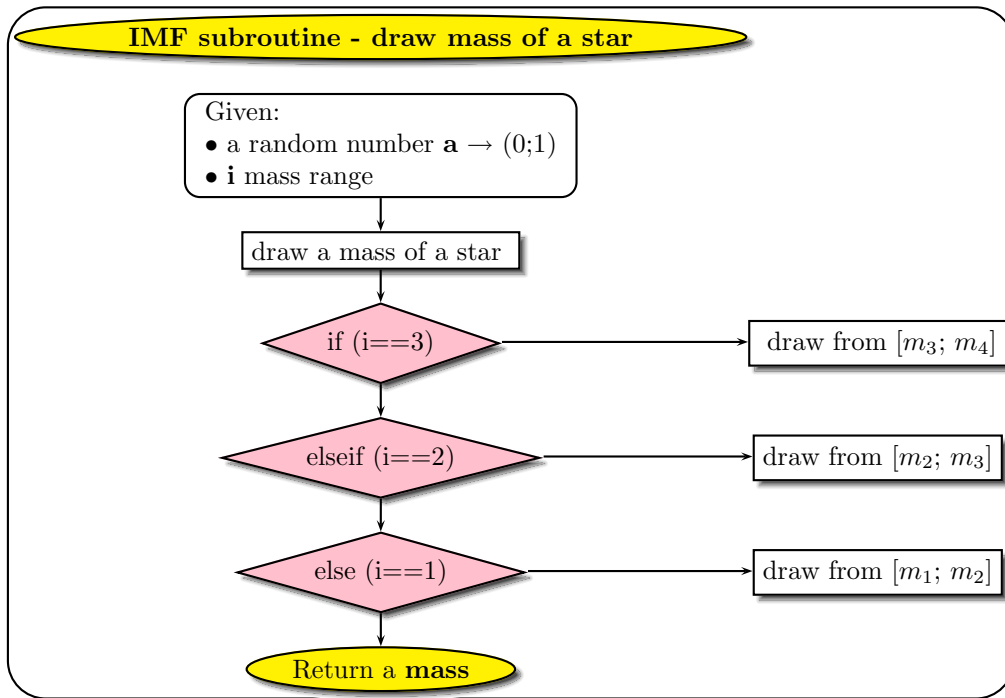 IMF subroutine - draw mass of a star
Given:
• a random number a → (0;1)
• i mass range
draw a mass of a star
if (i==3)
draw from [m₃; m₄]
elseif (i==2)
draw from [m₂; m₃]
else (i==1)
draw from [m₁; m₂]
Return a mass